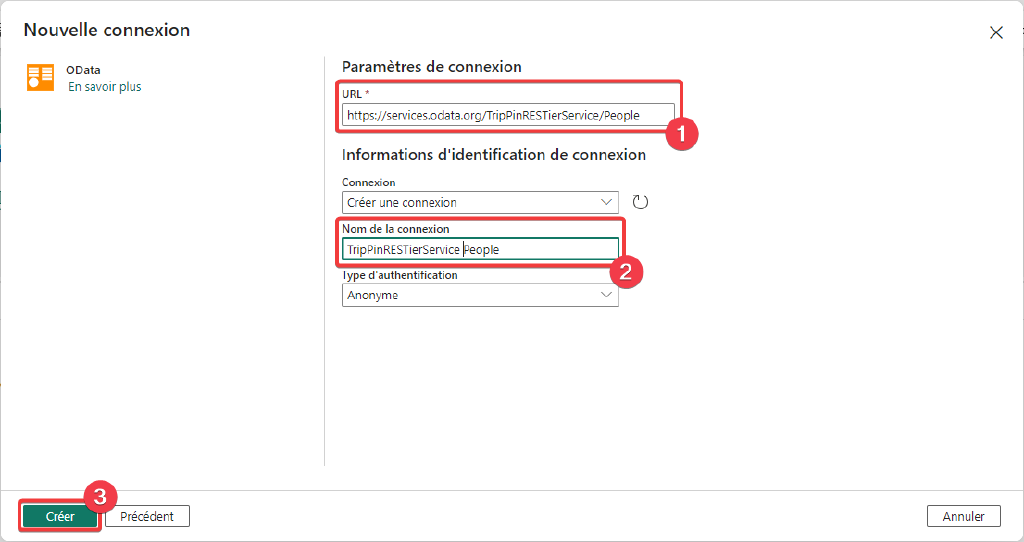 Nouvelle connexion
OData
En savoir plus
Paramètres de connexion
URL *
https://services.odata.org/TripPinRESTierService/People
1
Informations d'identification de connexion
Connexion
Créer une connexion
Nom de la connexion
TripPinRESTierService People
2
Type d'authentification
Anonyme
3
Créer
Précédent
Annuler